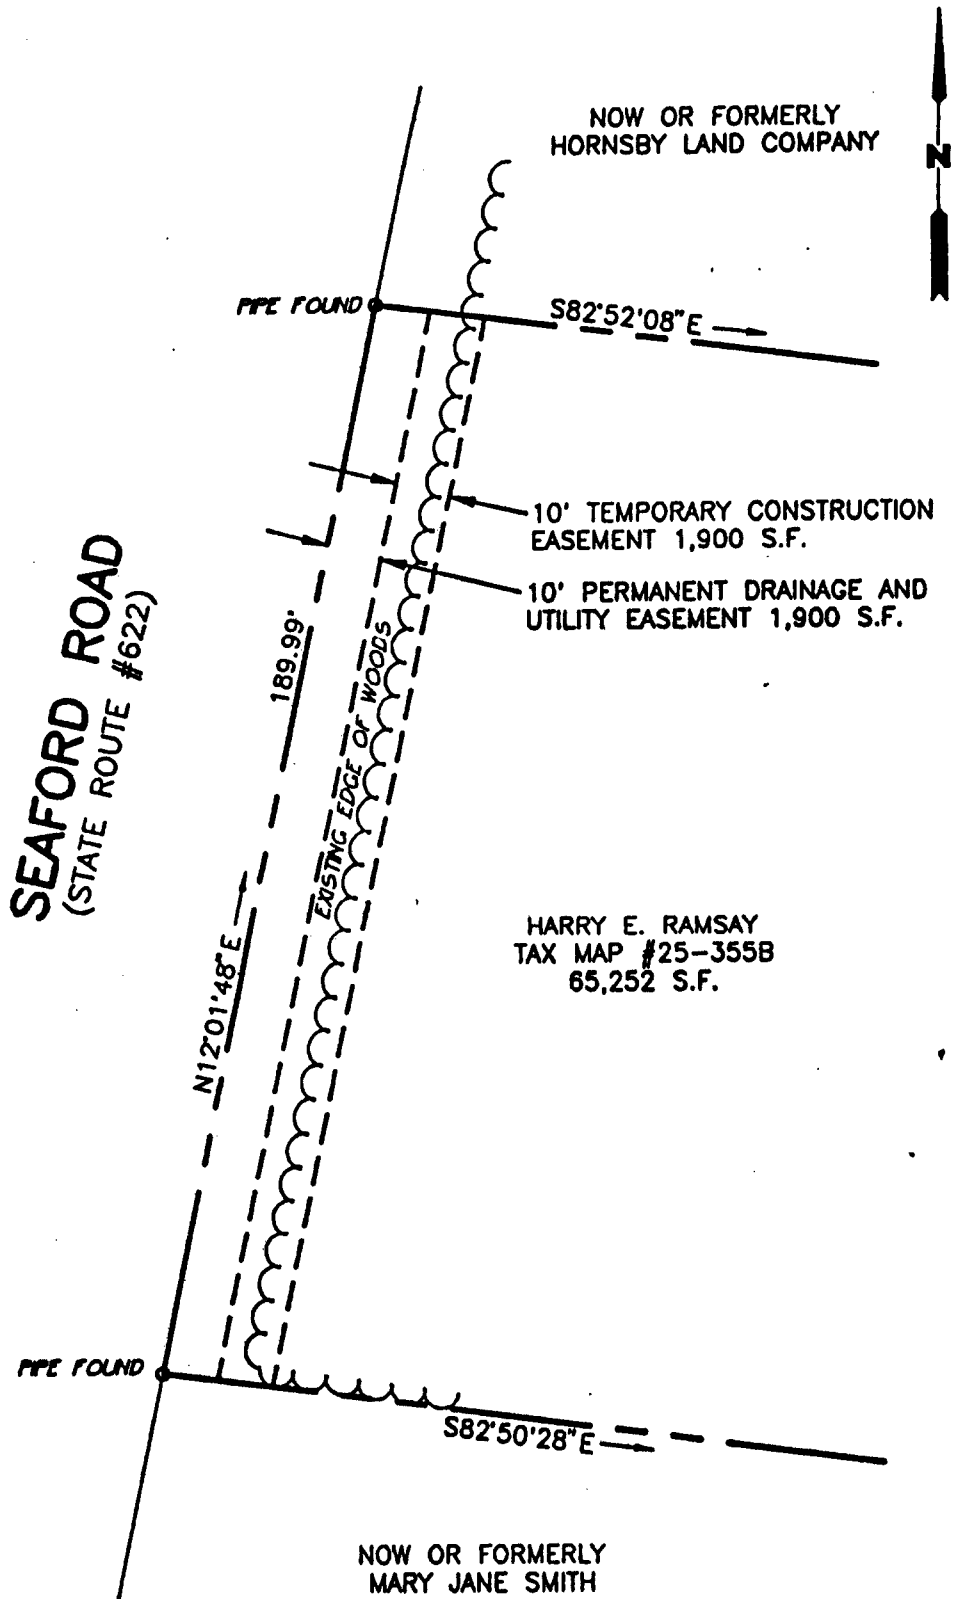 NOW OR FORMERLY
HORNSBY LAND COMPANY
N
PIPE FOUND
S82°52'08"E
10' TEMPORARY CONSTRUCTION
EASEMENT 1,900 S.F.
10' PERMANENT DRAINAGE AND
UTILITY EASEMENT 1,900 S.F.
SEAFORD ROAD
(STATE ROUTE #622)
189.99'
EXISTING EDGE OF WOODS
N12°01'48"E
HARRY E. RAMSAY
TAX MAP #25-355B
65,252 S.F.
PIPE FOUND
S82°50'28"E
NOW OR FORMERLY
MARY JANE SMITH